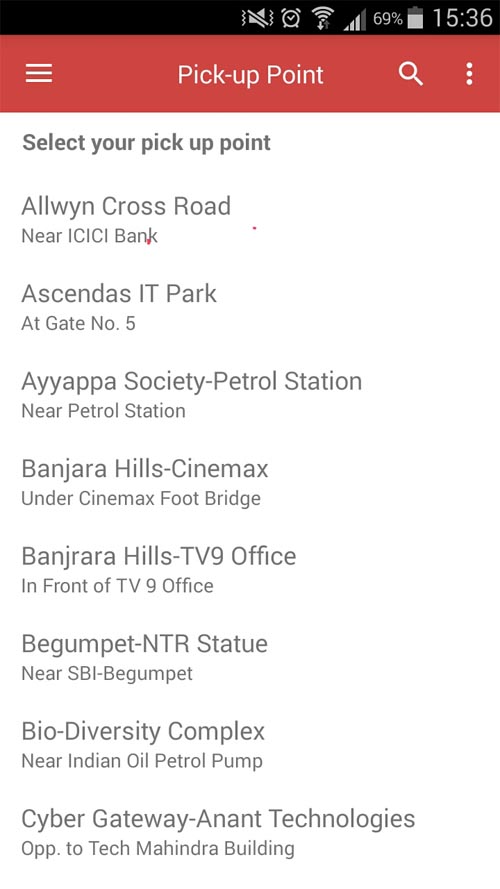 69% 15:36
Pick-up Point
Select your pick up point
Allwyn Cross Road
Near ICICI Bank
Ascendas IT Park
At Gate No. 5
Ayyappa Society-Petrol Station
Near Petrol Station
Banjara Hills-Cinemax
Under Cinemax Foot Bridge
Banjrara Hills-TV9 Office
In Front of TV 9 Office
Begumpet-NTR Statue
Near SBI-Begumpet
Bio-Diversity Complex
Near Indian Oil Petrol Pump
Cyber Gateway-Anant Technologies
Opp. to Tech Mahindra Building